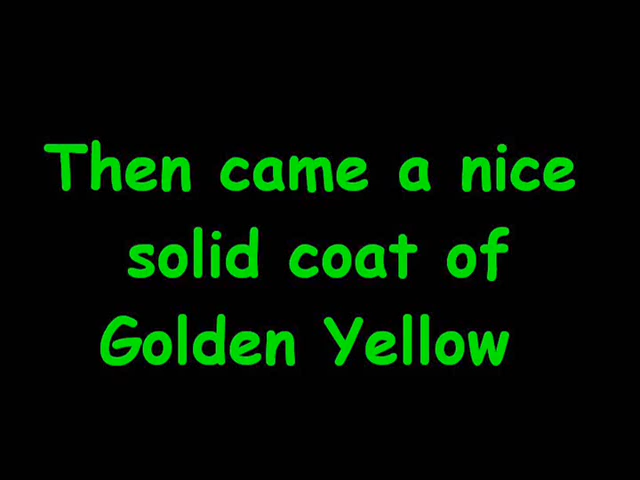 Then came a nice
solid coat of
Golden Yellow